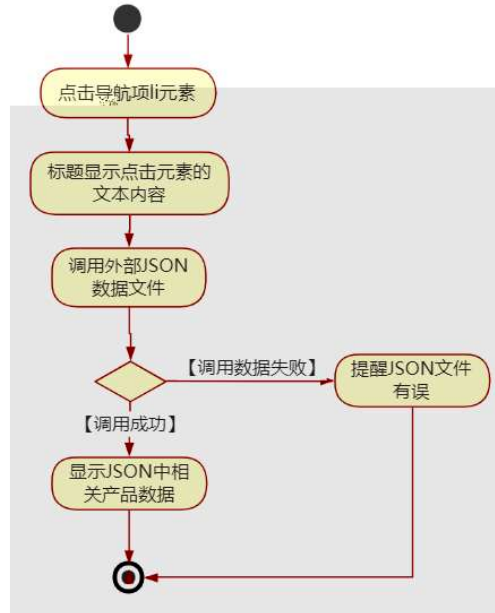 点击导航项li元素
标题显示点击元素的
文本内容
调用外部JSON
数据文件
【调用数据失败】
提醒JSON文件
有误
【调用成功】
显示JSON中相
关产品数据